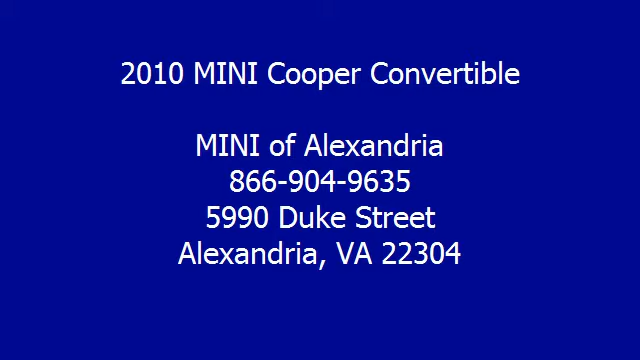 2010 MINI Cooper Convertible
MINI of Alexandria
866-904-9635
5990 Duke Street
Alexandria, VA 22304